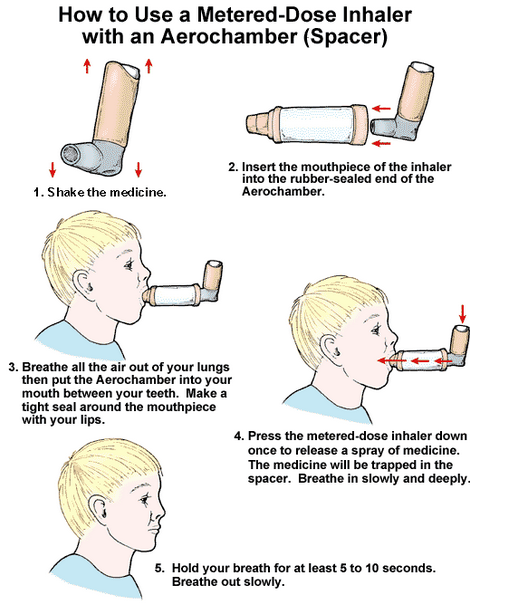 How to Use a Metered-Dose Inhaler
with an Aerochamber (Spacer)
1. Shake the medicine.
2. Insert the mouthpiece of the inhaler
into the rubber-sealed end of the
Aerochamber.
3. Breathe all the air out of your lungs
then put the Aerochamber into your
mouth between your teeth. Make a
tight seal around the mouthpiece
with your lips.
4. Press the metered-dose inhaler down
once to release a spray of medicine.
The medicine will be trapped in the
spacer. Breathe in slowly and deeply.
5. Hold your breath for at least 5 to 10 seconds.
Breathe out slowly.